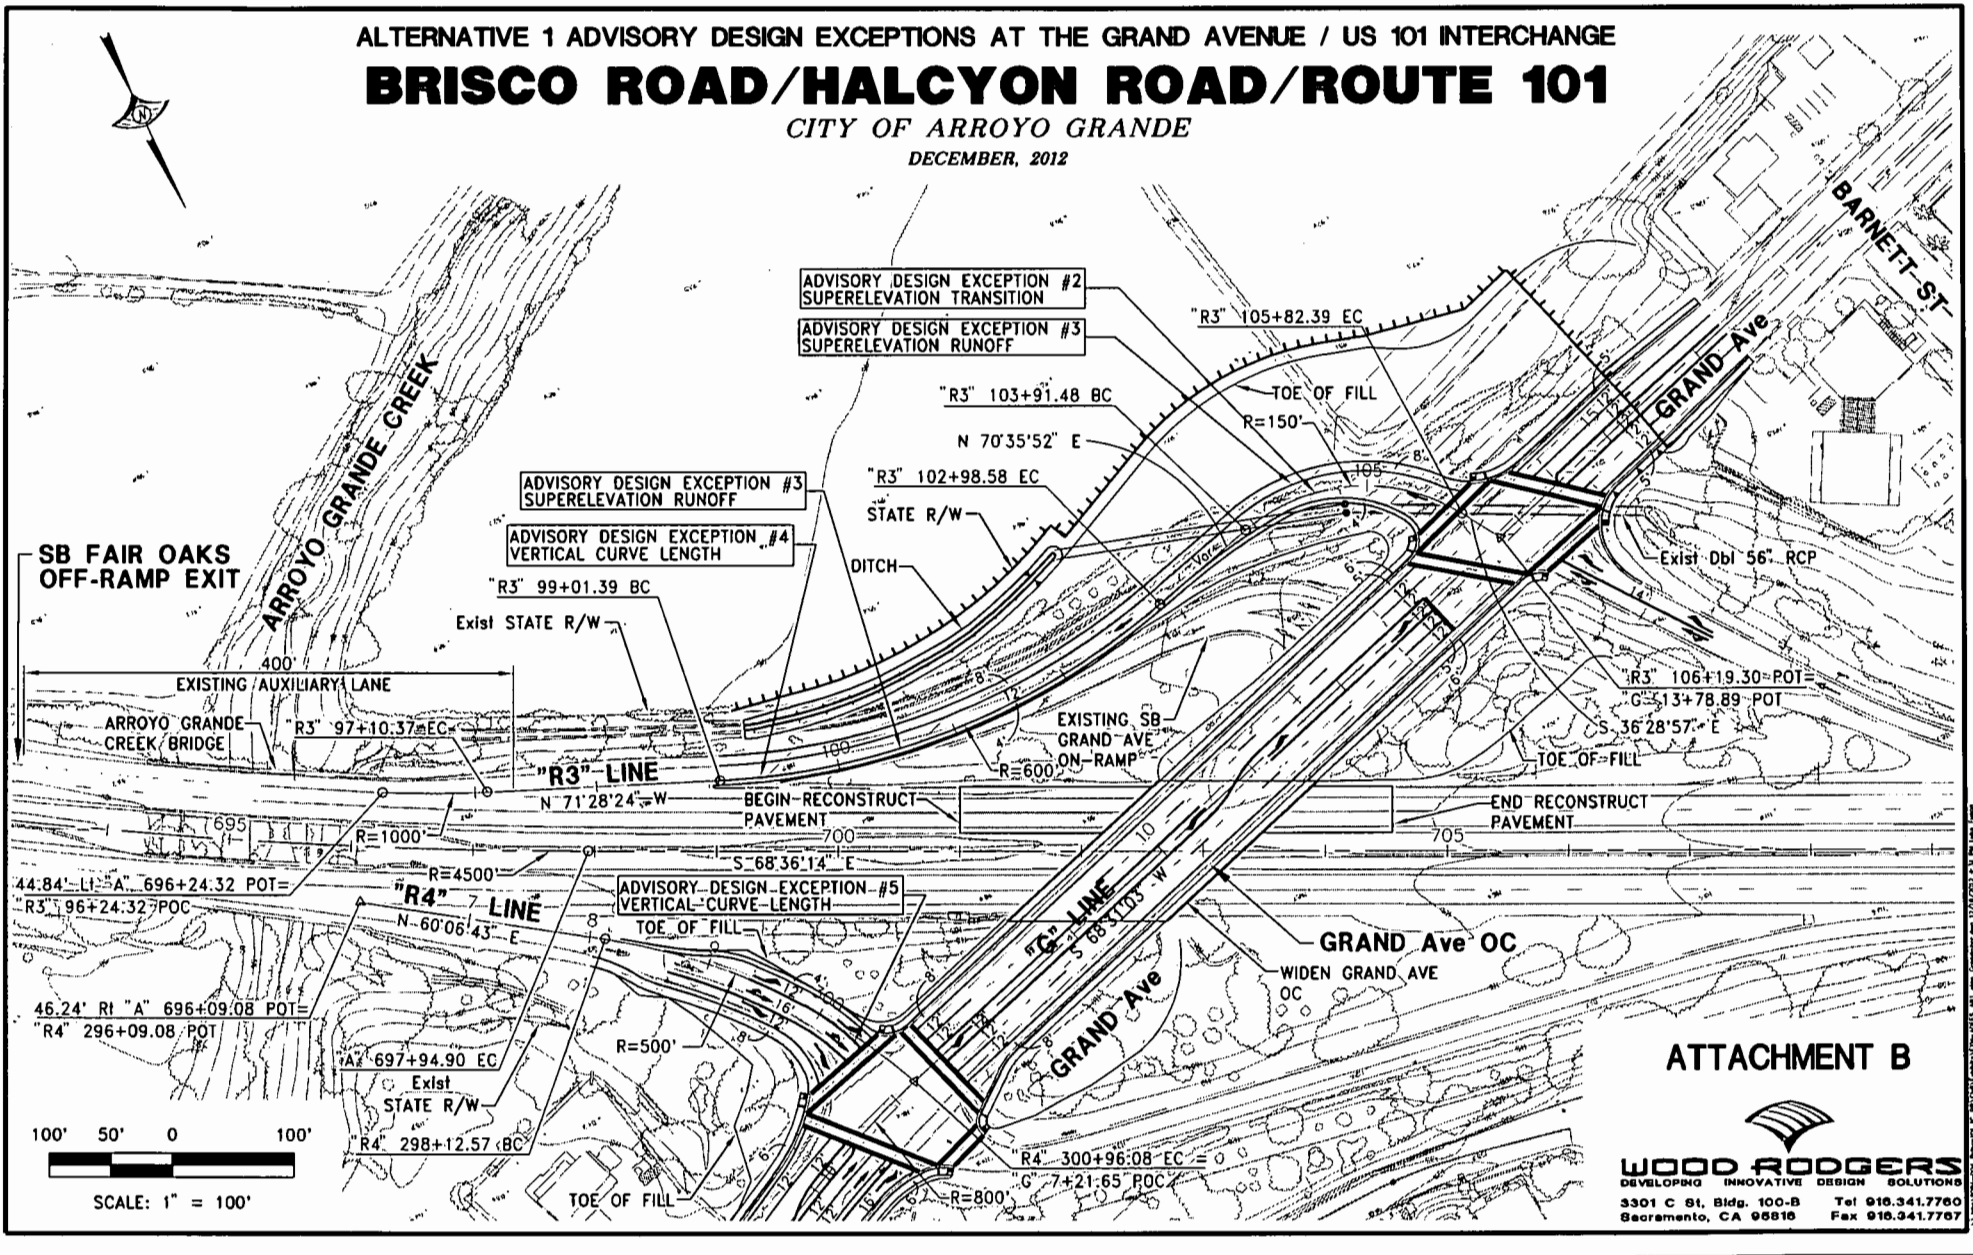 ALTERNATIVE 1 ADVISORY DESIGN EXCEPTIONS AT THE GRAND AVENUE / US 101 INTERCHANGE
BRISCO ROAD/HALCYON ROAD/ROUTE 101
CITY OF ARROYO GRANDE
DECEMBER, 2012
N
BARNETT ST
GRAND Ave
ADVISORY DESIGN EXCEPTION #2
SUPERELEVATION TRANSITION
ADVISORY DESIGN EXCEPTION #3
SUPERELEVATION RUNOFF
"R3" 105+82.39 EC
TOE OF FILL
R=150'
"R3" 103+91.48 BC
N 70°35'52" E
"R3" 102+98.58 EC
STATE R/W
105
ARROYO GRANDE CREEK
ADVISORY DESIGN EXCEPTION #3
SUPERELEVATION RUNOFF
ADVISORY DESIGN EXCEPTION #4
VERTICAL CURVE LENGTH
DITCH
"R3" 99+01.39 BC
Exist STATE R/W
SB FAIR OAKS
OFF-RAMP EXIT
Exist Dbl 56" RCP
400'
EXISTING AUXILIARY LANE
ARROYO GRANDE
CREEK BRIDGE
"R3" 97+10.37 EC
"R3" LINE
N 71°28'24" W
100
R=600'
EXISTING SB
GRAND AVE
ON-RAMP
"R3" 106+19.30 POT=
"G" 13+78.89 POT
S 36°28'57" E
TOE OF FILL
BEGIN RECONSTRUCT
PAVEMENT
END RECONSTRUCT
PAVEMENT
695
R=1000'
700
705
10
R=4500'
S 68°36'14" E
44.84' Lt "A" 696+24.32 POT=
"R3" 96+24.32 POC
"R4" LINE
N 60°06'43" E
ADVISORY DESIGN EXCEPTION #5
VERTICAL CURVE LENGTH
TOE OF FILL
"G" LINE
S 68°31'03" W
GRAND Ave OC
WIDEN GRAND AVE
OC
GRAND Ave
46.24' Rt "A" 696+09.08 POT=
"R4" 296+09.08 POT
R=500'
"A" 697+94.90 EC
Exist
STATE R/W
"R4" 298+12.57 BC
TOE OF FILL
"R4" 300+96.08 EC =
"G" 7+21.65 POC
R=800'
100' 50' 0 100'
SCALE: 1" = 100'
ATTACHMENT B
WOOD RODGERS
DEVELOPING INNOVATIVE DESIGN SOLUTIONS
3301 C St, Bldg. 100-B Tel 916.341.7760
Sacramento, CA 95816 Fax 916.341.7767